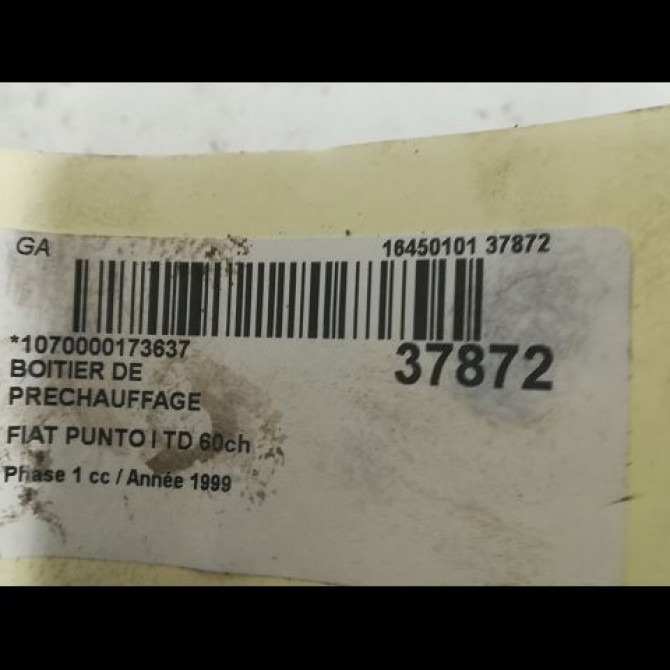 GA 16450101 37872
*1070000173637
37872
BOITIER DE
PRECHAUFFAGE
FIAT PUNTO I TD 60ch
Phase 1 cc / Année 1999